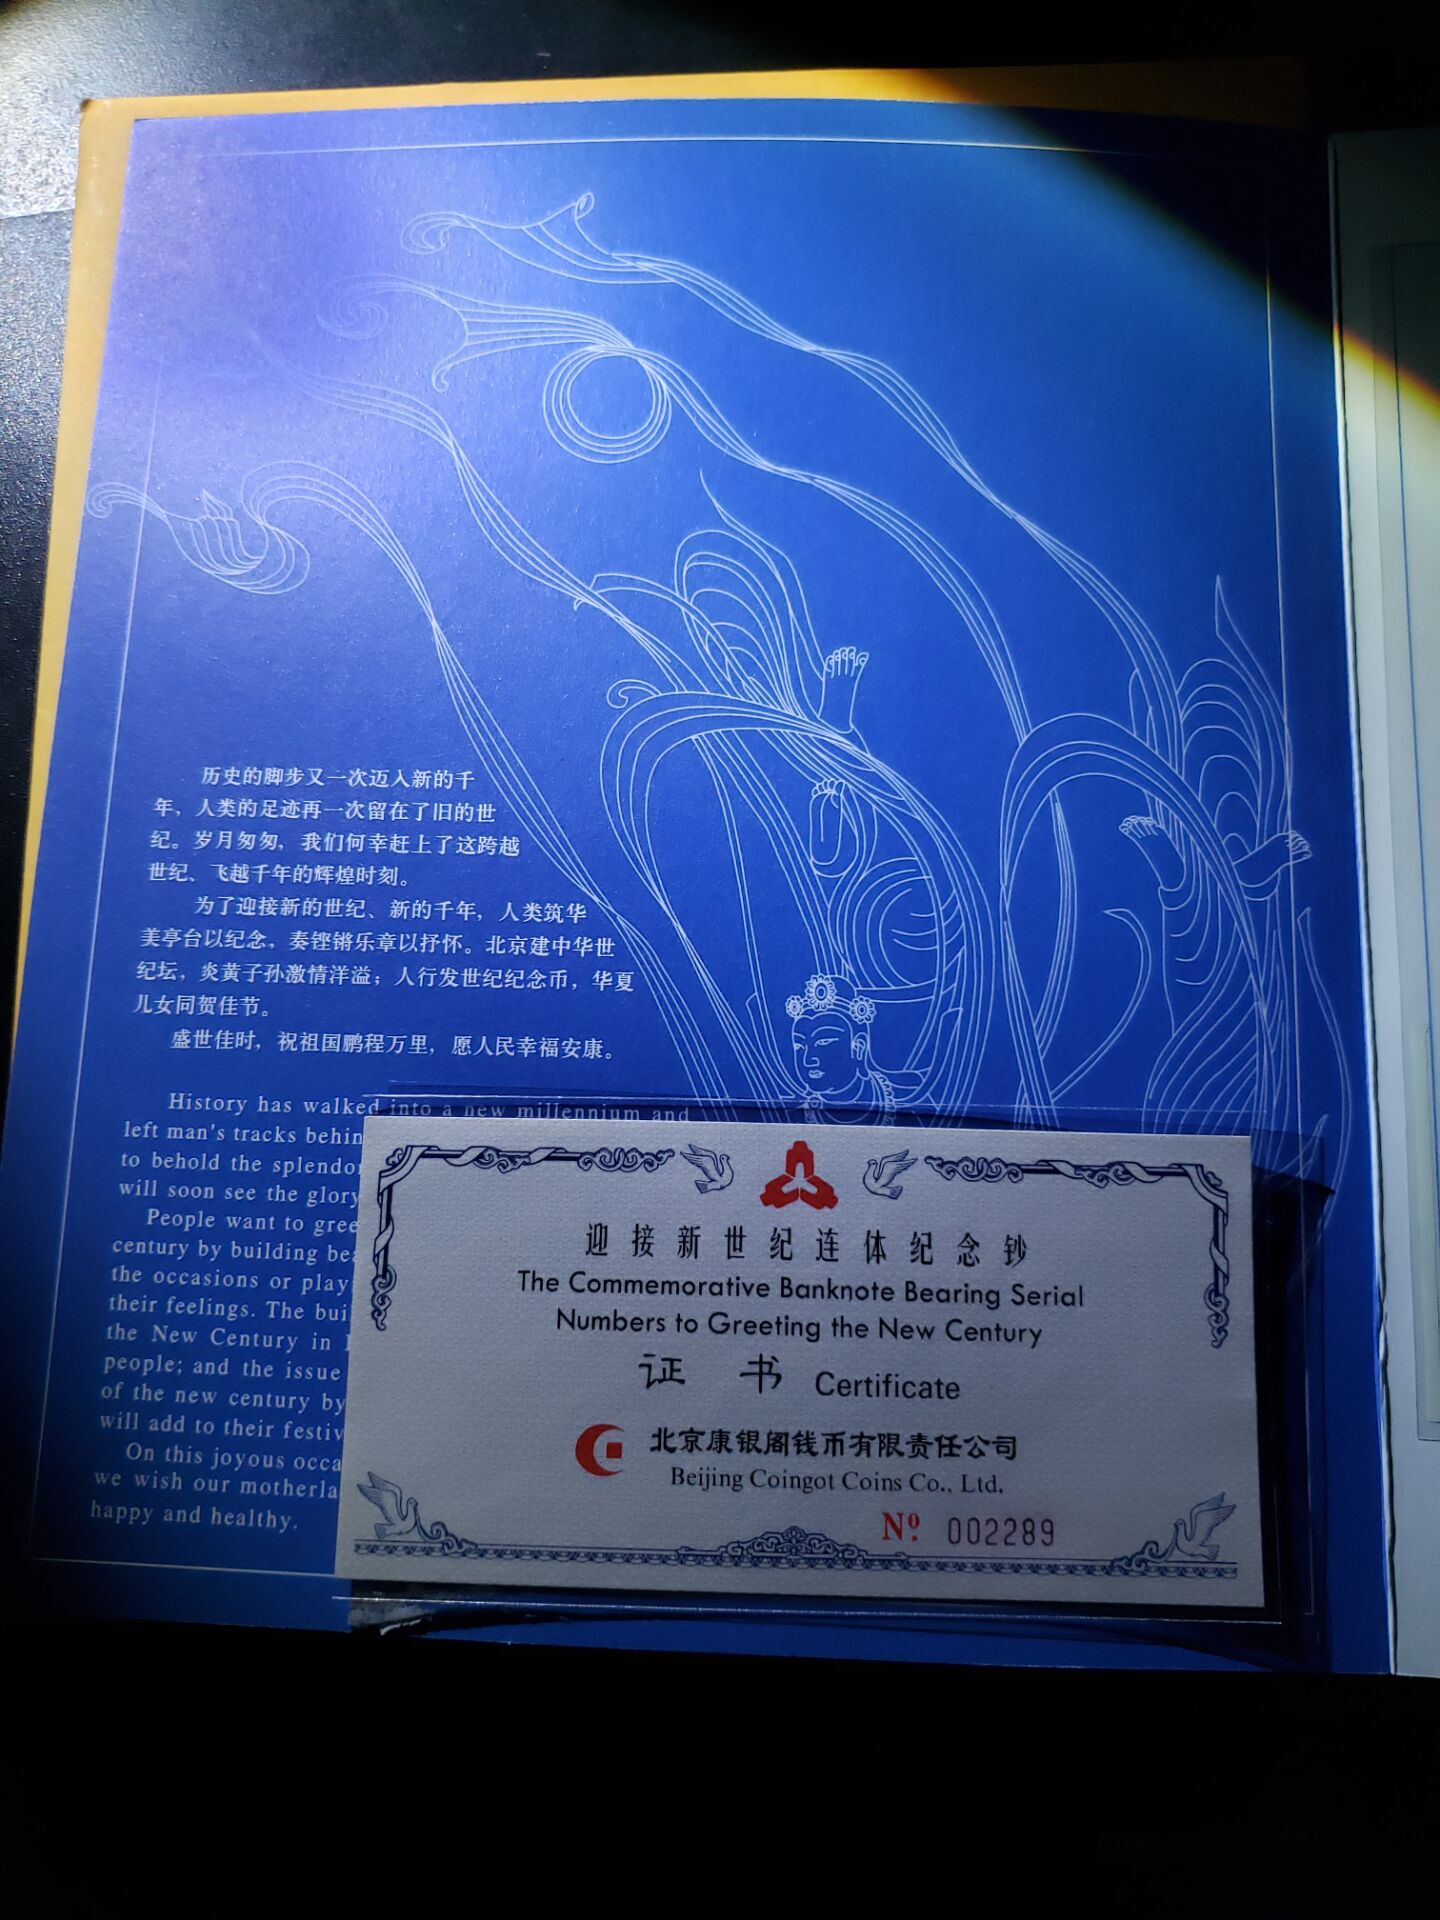 历史的脚步又一次迈入新的千
年，人类的足迹再一次留在了旧的世
纪。岁月匆匆，我们何幸赶上了这跨越
世纪、飞越千年的辉煌时刻。
为了迎接新的世纪、新的千年，人类筑华
美亭台以纪念，奏铿锵乐章以抒怀。北京建中华世
纪坛，炎黄子孙激情洋溢；人行发世纪纪念币，华夏
儿女同贺佳节。
盛世佳时，祝祖国鹏程万里，愿人民幸福安康。
History has walked into a new millennium and
left man's tracks behin
to behold the splendo
will soon see the glory
People want to gree
century by building bea
the occasions or play
their feelings. The bui
the New Century in
people; and the issue
of the new century by
will add to their festiv
On this joyous occa
we wish our motherla
happy and healthy.
迎接新世纪连体纪念钞
The Commemorative Banknote Bearing Serial
Numbers to Greeting the New Century
证 书 Certificate
北京康银阁钱币有限责任公司
Beijing Coingot Coins Co., Ltd.
Nº. 002289